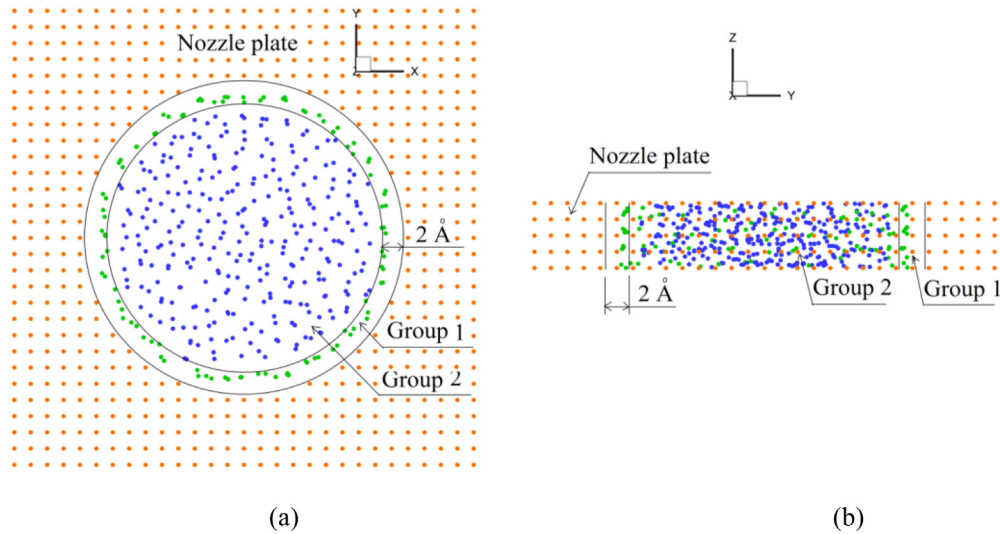 Nozzle plate
Y
X
Z
2 Å
Group 1
Group 2
(a)
Z
X
Y
Nozzle plate
2 Å
Group 2
Group 1
(b)